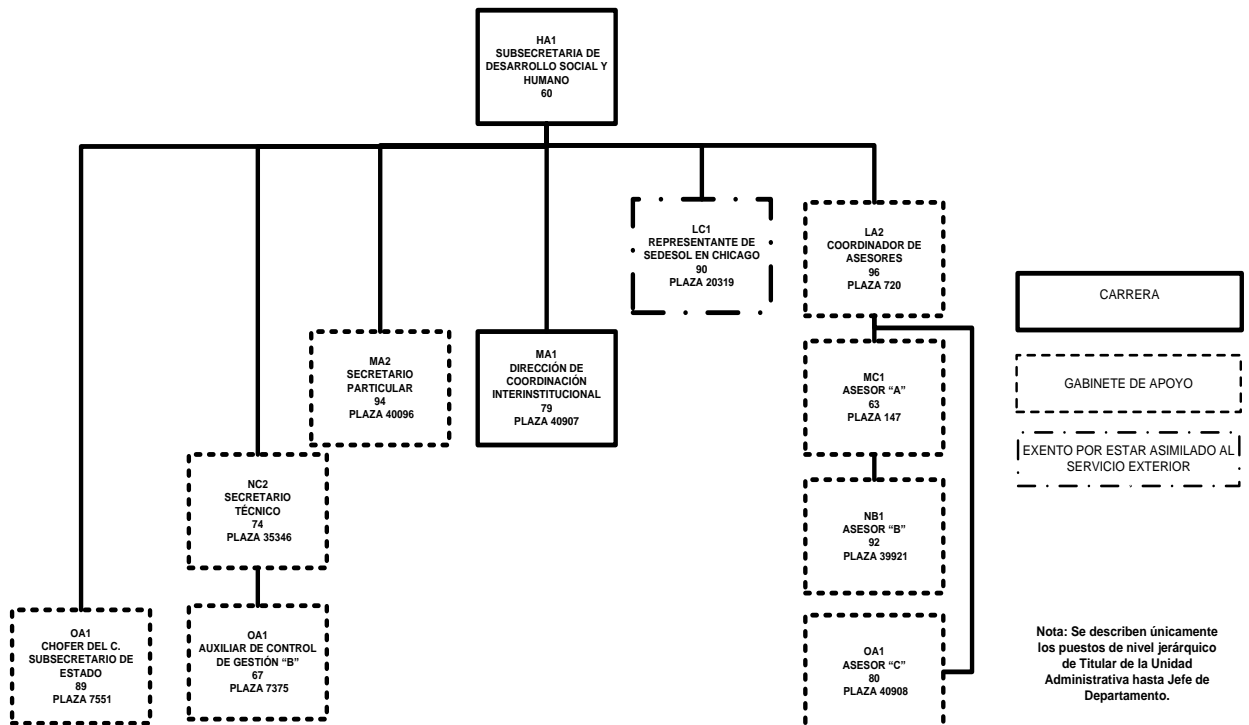 HA1
SUBSECRETARIA DE
DESARROLLO SOCIAL Y
HUMANO
60
LC1
REPRESENTANTE DE
SEDESOL EN CHICAGO
90
PLAZA 20319
LA2
COORDINADOR DE
ASESORES
96
PLAZA 720
CARRERA
MA2
SECRETARIO
PARTICULAR
94
PLAZA 40096
MA1
DIRECCIÓN DE
COORDINACIÓN
INTERINSTITUCIONAL
79
PLAZA 40907
MC1
ASESOR “A”
63
PLAZA 147
GABINETE DE APOYO
EXENTO POR ESTAR ASIMILADO AL
SERVICIO EXTERIOR
NC2
SECRETARIO
TÉCNICO
74
PLAZA 35346
NB1
ASESOR “B”
92
PLAZA 39921
OA1
CHOFER DEL C.
SUBSECRETARIO DE
ESTADO
89
PLAZA 7551
OA1
AUXILIAR DE CONTROL
DE GESTIÓN “B”
67
PLAZA 7375
OA1
ASESOR “C”
80
PLAZA 40908
Nota: Se describen únicamente
los puestos de nivel jerárquico
de Titular de la Unidad
Administrativa hasta Jefe de
Departamento.